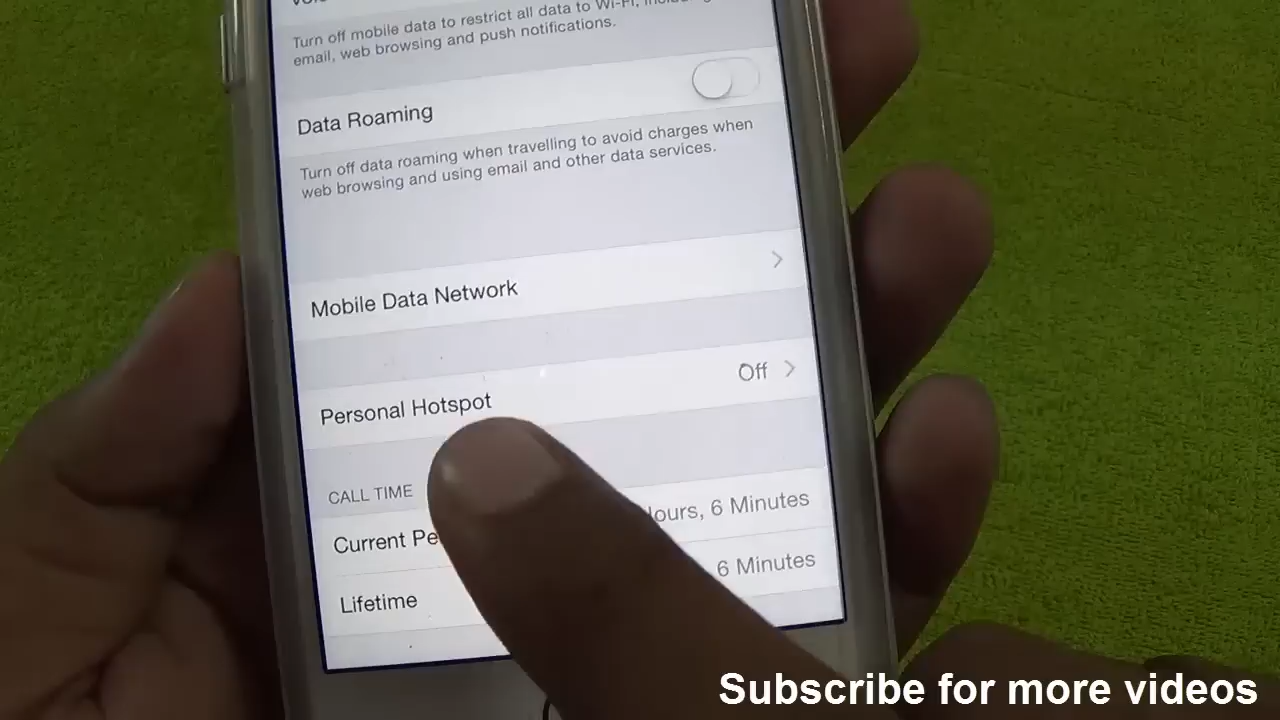 Turn off mobile data to restrict all data to Wi-Fi, including
email, web browsing and push notifications.
Data Roaming
Turn off data roaming when travelling to avoid charges when
web browsing and using email and other data services.
Mobile Data Network
Personal Hotspot Off
CALL TIME
Current 6 Minutes
Lifetime 6 Minutes
Subscribe for more videos